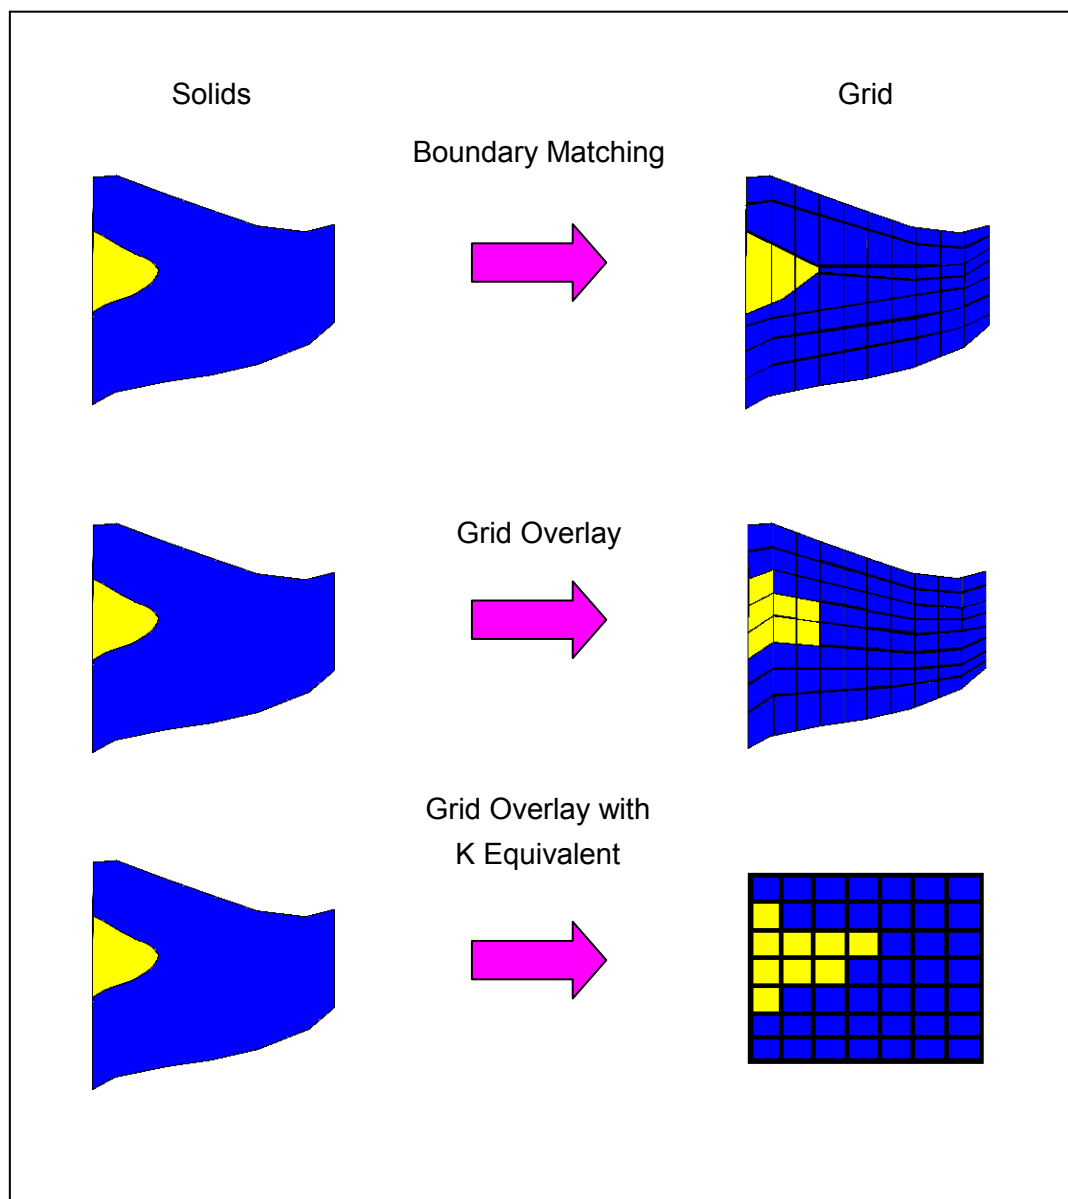 Solids
Grid
Boundary Matching
Grid Overlay
Grid Overlay with
K Equivalent